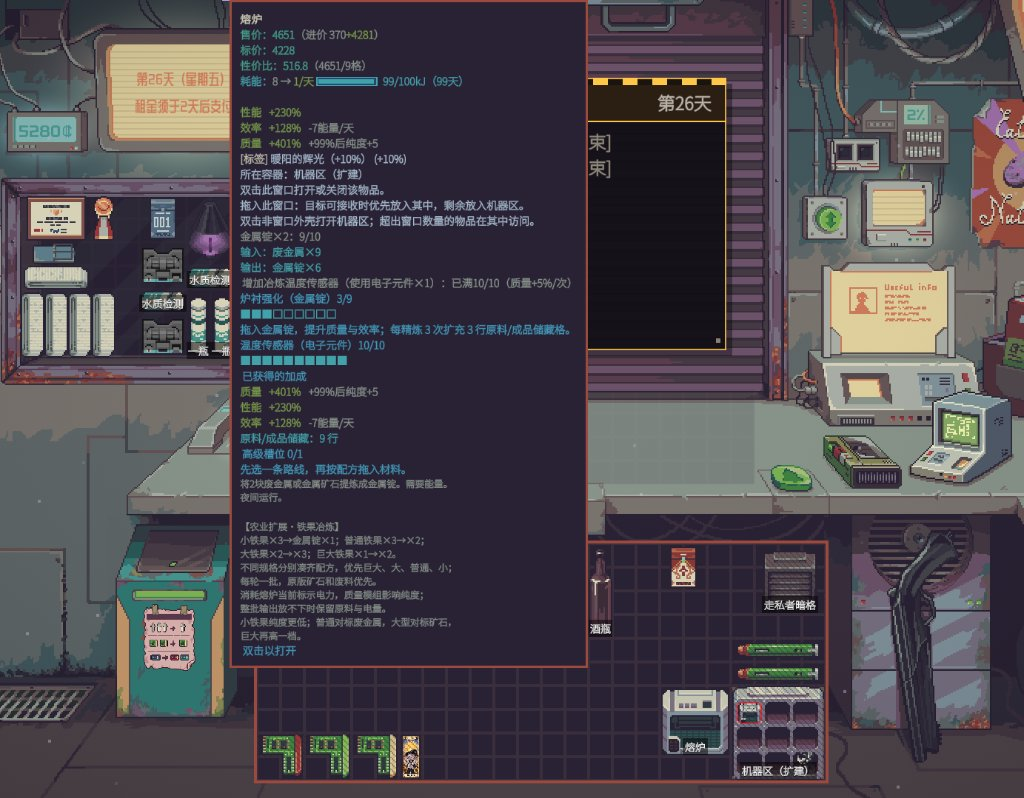 熔炉
售价：4651（进价 370+4281）
标价：4228
性价比：516.8（4651/9格）
耗能：8 → 1/天 99/100kJ（99天）
性能 +230%
效率 +128% -7能量/天
质量 +401% +99%后纯度+5
[标签] 暖阳的辉光（+10%） (+10%)
所在容器：机器区（扩建）
双击此窗口打开或关闭该物品。
拖入此窗口：目标可接收时优先放入其中，剩余放入机器区。
双击非窗口外壳打开机器区；超出窗口数量的物品在其中访问。
金属锭×2：9/10
输入：废金属×9
输出：金属锭×6
增加冶炼温度传感器（使用电子元件×1）：已满10/10（质量+5%/次）
炉衬强化（金属锭）3/9
拖入金属锭，提升质量与效率；每精炼 3 次扩充 3 行原料/成品储藏格。
温度传感器（电子元件）10/10
已获得的加成
质量 +401% +99%后纯度+5
性能 +230%
效率 +128% -7能量/天
原料/成品储藏：9 行
高级槽位 0/1
先选一条路线，再按配方拖入材料。
将2块废金属或金属矿石提炼成金属锭。需要能量。
夜间运行。
【农业扩展·铁果冶炼】
小铁果×3→金属锭×1；普通铁果×3→×2；
大铁果×2→×3；巨大铁果×1→×2。
不同规格分别凑齐配方，优先巨大、大、普通、小；
每轮一批，原版矿石和废料优先。
消耗熔炉当前标示电力，质量模组影响纯度；
整批输出放不下时保留原料与电量。
小铁果纯度更低；普通对标废金属，大型对标矿石，
巨大再高一档。
双击以打开
第26天（星期五）
租金须于2天后支付
5280₵
001
水质检测
水质检测
瓶一瓶
第26天
束]
束]
2%
Useful info
酒瓶
走私者暗格
熔炉
机器区（扩建）